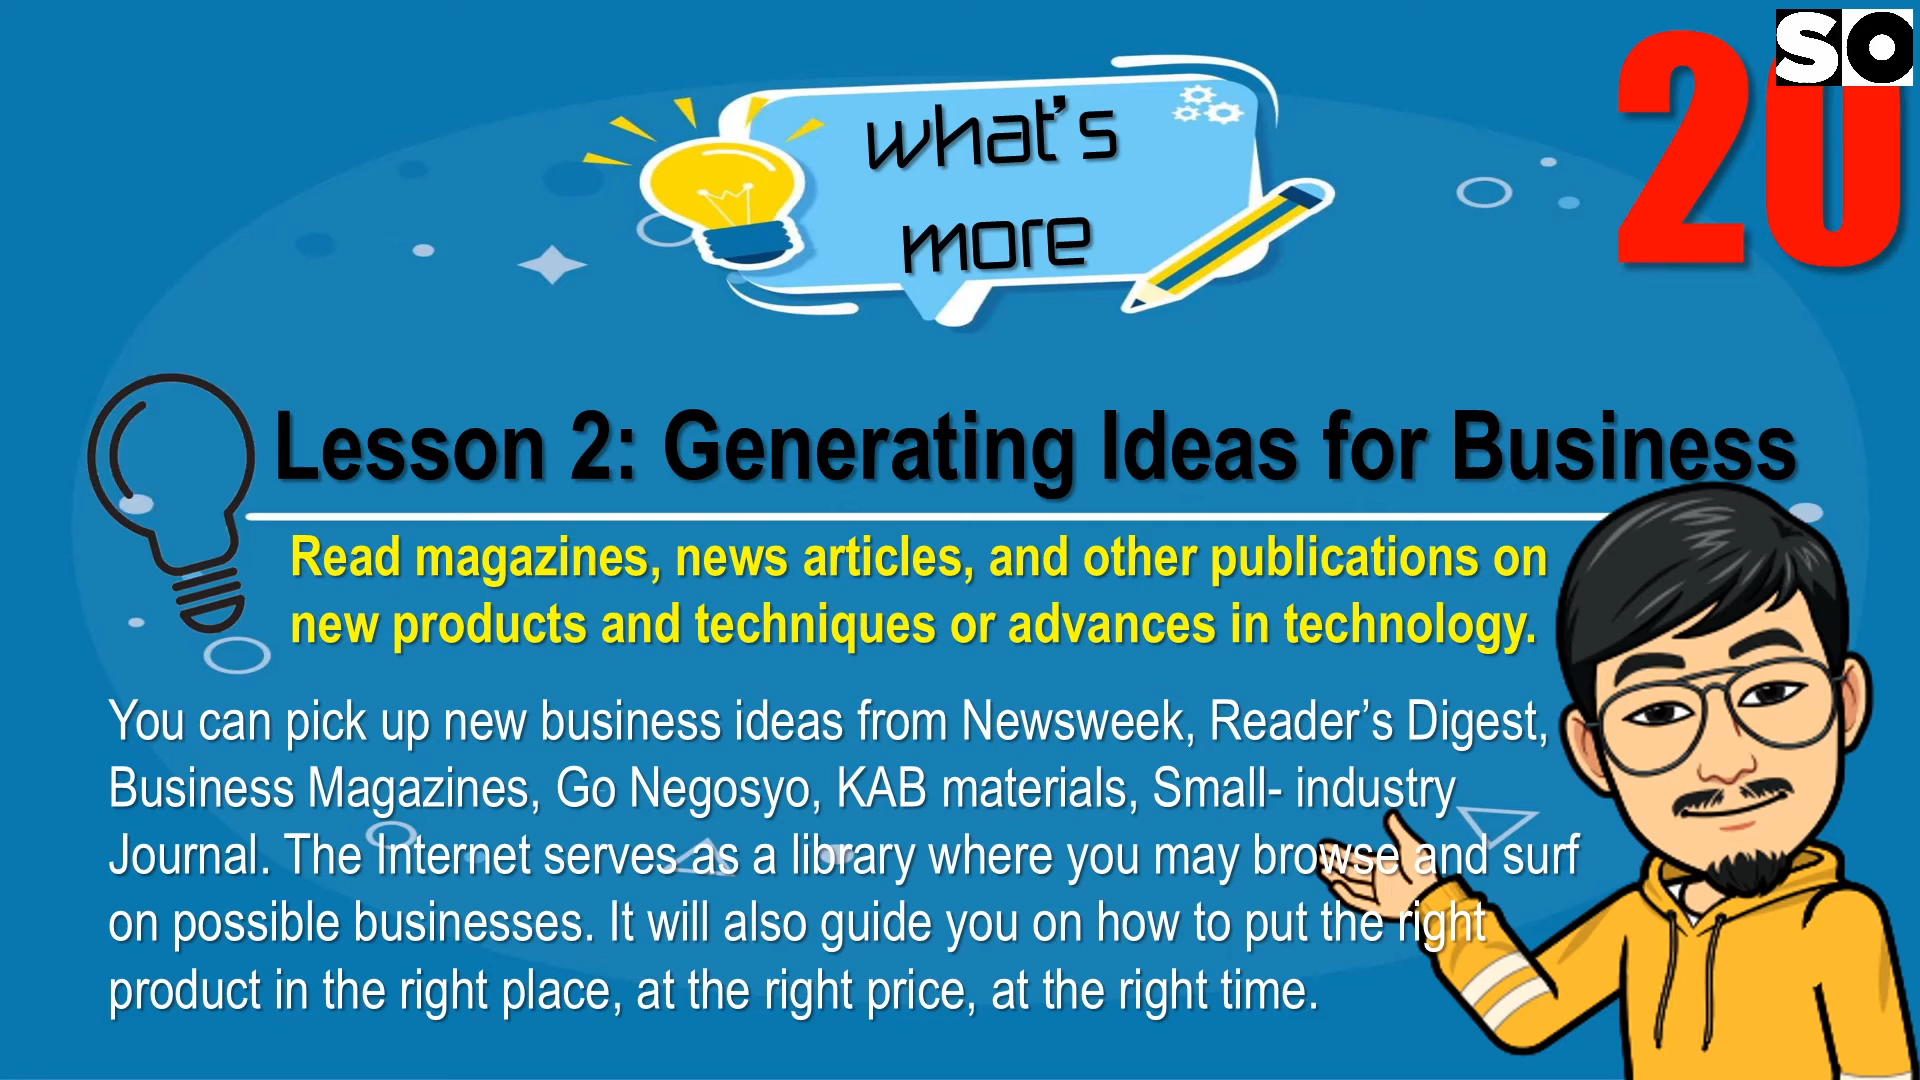 SO
20
what's
more
Lesson 2: Generating Ideas for Business
Read magazines, news articles, and other publications on
new products and techniques or advances in technology.
You can pick up new business ideas from Newsweek, Reader’s Digest,
Business Magazines, Go Negosyo, KAB materials, Small- industry
Journal. The Internet serves as a library where you may browse and surf
on possible businesses. It will also guide you on how to put the right
product in the right place, at the right price, at the right time.